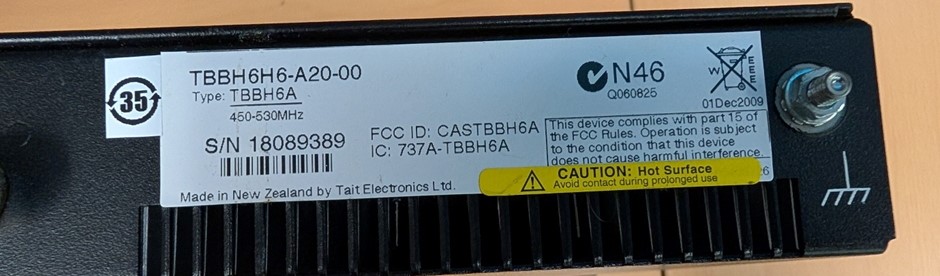 35
TBBH6H6-A20-00
Type: TBBH6A
450-530MHz
S/N 18089389
FCC ID: CASTBBH6A
IC: 737A-TBBH6A
Made in New Zealand by Tait Electronics Ltd.
N46
Q060825
W
EEE
01Dec2009
This device complies with part 15 of
the FCC Rules. Operation is subject
to the condition that this device
does not cause harmful interference.
CAUTION: Hot Surface
Avoid contact during prolonged use